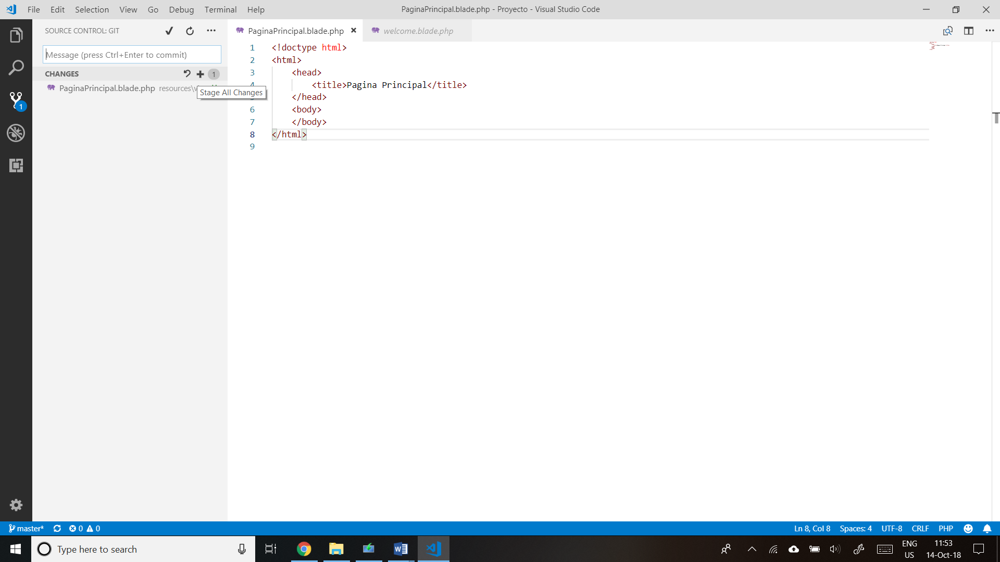 File Edit Selection View Go Debug Terminal Help
PaginaPrincipal.blade.php - Proyecto - Visual Studio Code
SOURCE CONTROL: GIT
Message (press Ctrl+Enter to commit)
CHANGES 1
PaginaPrincipal.blade.php
Stage All Changes
1
PaginaPrincipal.blade.php
welcome.blade.php
1 <!doctype html>
2 <html>
3 <head>
4 <title>Pagina Principal</title>
</head>
6 <body>
7 </body>
8 </html>
9
master* 0 0
Ln 8, Col 8 Spaces: 4 UTF-8 CRLF PHP
Type here to search
ENG
US
11:53
14-Oct-18